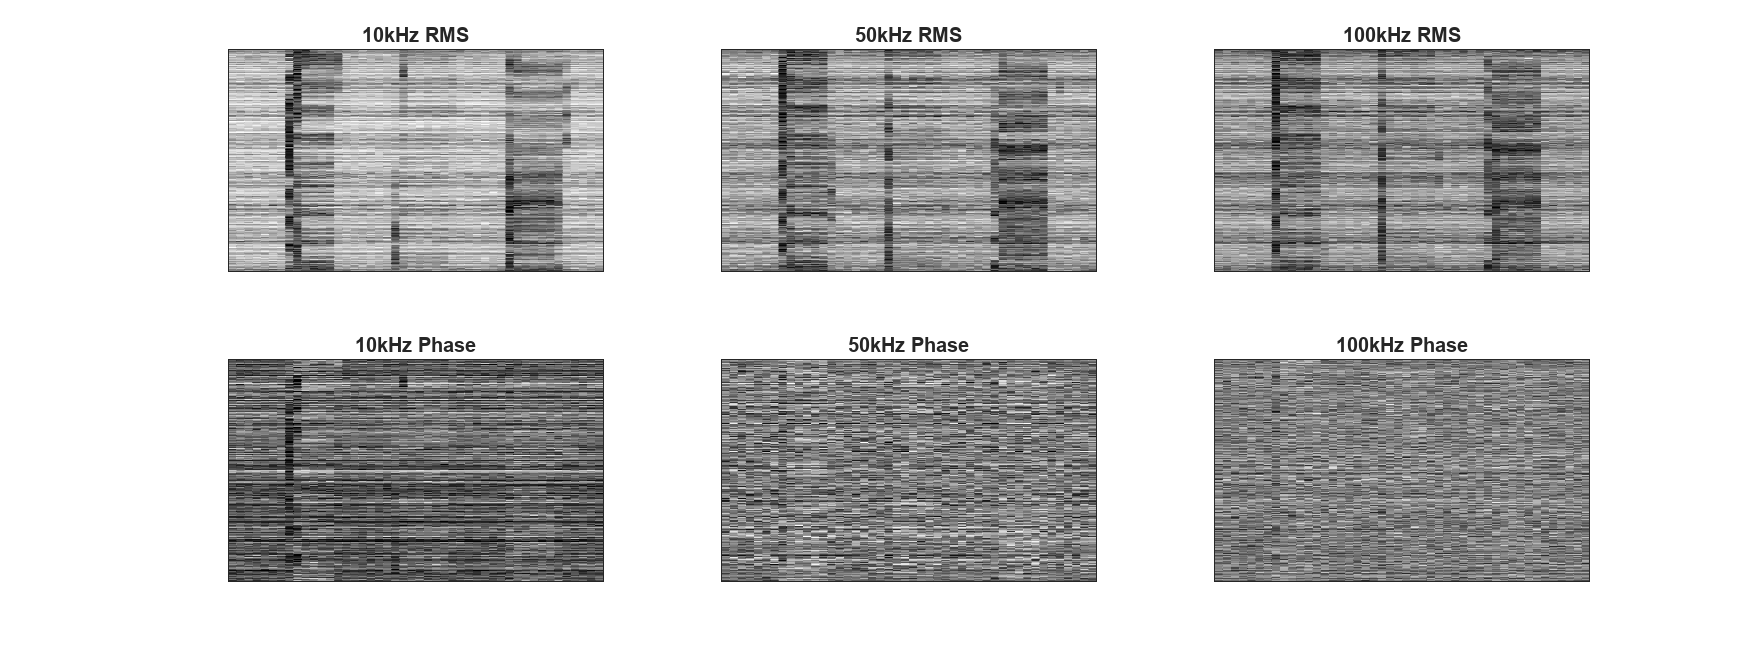 10kHz RMS
50kHz RMS
100kHz RMS
10kHz Phase
50kHz Phase
100kHz Phase